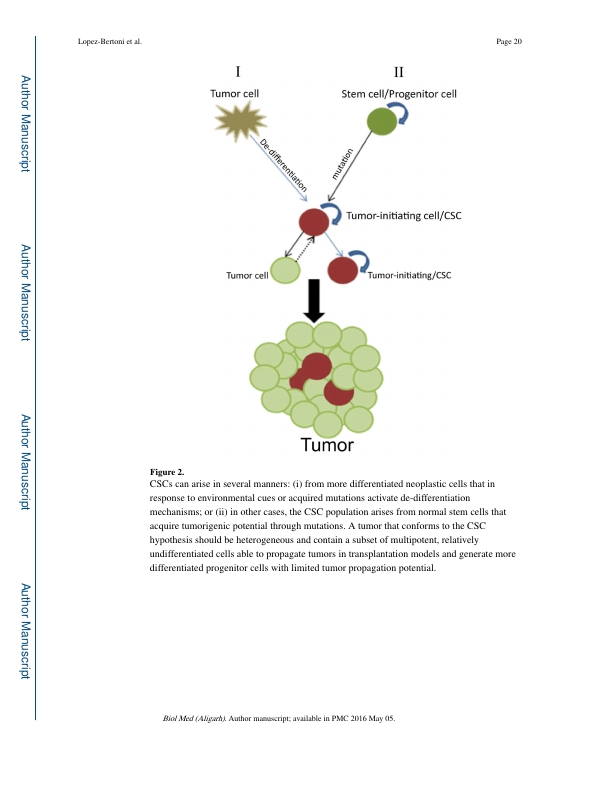 Lopez-Bertoni et al.
Page 20
Author Manuscript
Author Manuscript
Author Manuscript
Author Manuscript
I
II
Tumor cell
Stem cell/Progenitor cell
De-differentiation
mutation
Tumor-initiating cell/CSC
Tumor cell
Tumor-initiating/CSC
Tumor
Figure 2.
CSCs can arise in several manners: (i) from more differentiated neoplastic cells that in
response to environmental cues or acquired mutations activate de-differentiation
mechanisms; or (ii) in other cases, the CSC population arises from normal stem cells that
acquire tumorigenic potential through mutations. A tumor that conforms to the CSC
hypothesis should be heterogeneous and contain a subset of multipotent, relatively
undifferentiated cells able to propagate tumors in transplantation models and generate more
differentiated progenitor cells with limited tumor propagation potential.
Biol Med (Aligarh). Author manuscript; available in PMC 2016 May 05.